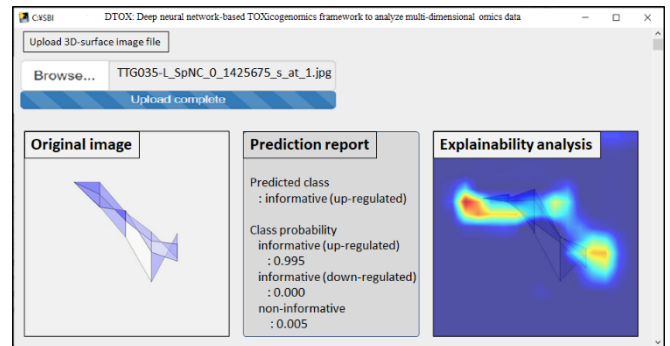 C:¥SBI DTOX: Deep neural network-based TOXicogenomics framework to analyze multi-dimensional omics data
Upload 3D-surface image file
Browse... TTG035-L_SpNC_0_1425675_s_at_1.jpg
Upload complete
Original image
Prediction report
Predicted class
: informative (up-regulated)
Class probability
informative (up-regulated)
: 0.995
informative (down-regulated)
: 0.000
non-informative
: 0.005
Explainability analysis